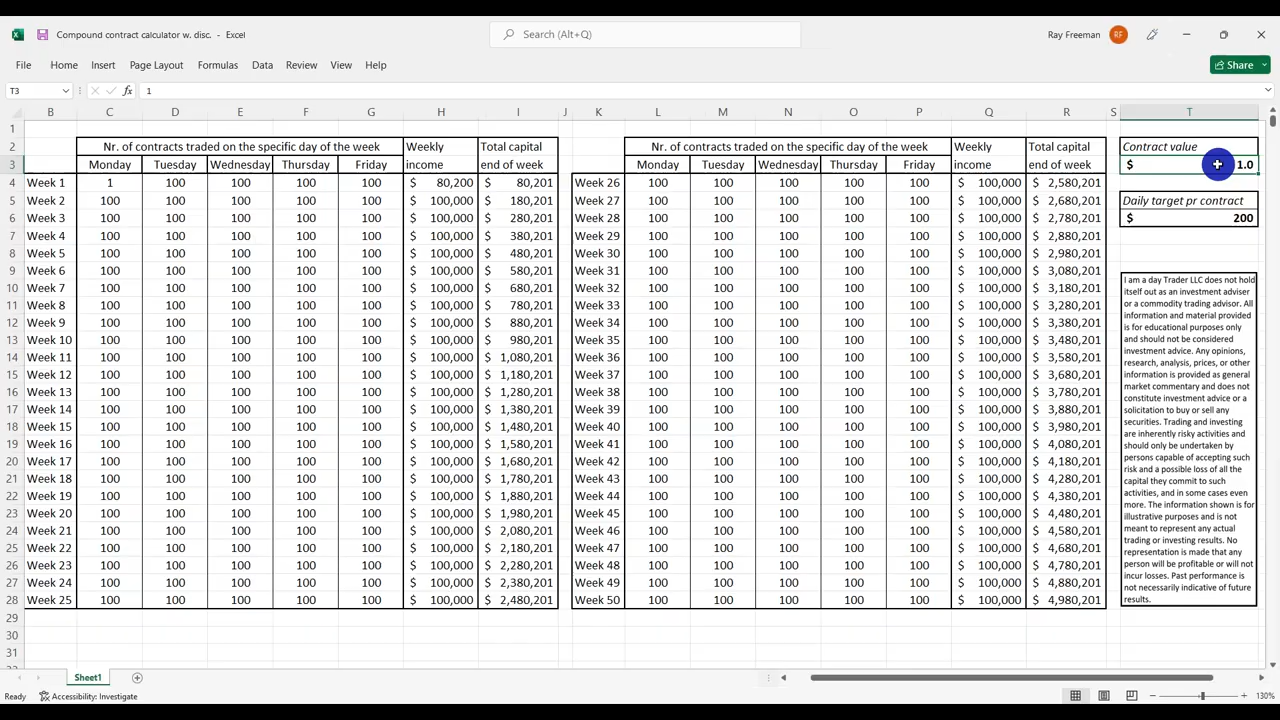 Compound contract calculator w. disc. - Excel
Search (Alt+Q)
Ray Freeman RF
File Home Insert Page Layout Formulas Data Review View Help Share
T3 fx 1
B C D E F G H I J K L M N O P Q R S T
1
2 Nr. of contracts traded on the specific day of the week Weekly Total capital Nr. of contracts traded on the specific day of the week Weekly Total capital Contract value
3 Monday Tuesday Wednesday Thursday Friday income end of week Monday Tuesday Wednesday Thursday Friday income end of week $ 1.0
4 Week 1 1 100 100 100 100 $ 80,200 $ 80,201 Week 26 100 100 100 100 100 $ 100,000 $ 2,580,201
5 Week 2 100 100 100 100 100 $ 100,000 $ 180,201 Week 27 100 100 100 100 100 $ 100,000 $ 2,680,201 Daily target pr contract
6 Week 3 100 100 100 100 100 $ 100,000 $ 280,201 Week 28 100 100 100 100 100 $ 100,000 $ 2,780,201 $ 200
7 Week 4 100 100 100 100 100 $ 100,000 $ 380,201 Week 29 100 100 100 100 100 $ 100,000 $ 2,880,201
8 Week 5 100 100 100 100 100 $ 100,000 $ 480,201 Week 30 100 100 100 100 100 $ 100,000 $ 2,980,201
9 Week 6 100 100 100 100 100 $ 100,000 $ 580,201 Week 31 100 100 100 100 100 $ 100,000 $ 3,080,201
10 Week 7 100 100 100 100 100 $ 100,000 $ 680,201 Week 32 100 100 100 100 100 $ 100,000 $ 3,180,201
11 Week 8 100 100 100 100 100 $ 100,000 $ 780,201 Week 33 100 100 100 100 100 $ 100,000 $ 3,280,201
12 Week 9 100 100 100 100 100 $ 100,000 $ 880,201 Week 34 100 100 100 100 100 $ 100,000 $ 3,380,201
13 Week 10 100 100 100 100 100 $ 100,000 $ 980,201 Week 35 100 100 100 100 100 $ 100,000 $ 3,480,201
14 Week 11 100 100 100 100 100 $ 100,000 $ 1,080,201 Week 36 100 100 100 100 100 $ 100,000 $ 3,580,201
15 Week 12 100 100 100 100 100 $ 100,000 $ 1,180,201 Week 37 100 100 100 100 100 $ 100,000 $ 3,680,201
16 Week 13 100 100 100 100 100 $ 100,000 $ 1,280,201 Week 38 100 100 100 100 100 $ 100,000 $ 3,780,201
17 Week 14 100 100 100 100 100 $ 100,000 $ 1,380,201 Week 39 100 100 100 100 100 $ 100,000 $ 3,880,201
18 Week 15 100 100 100 100 100 $ 100,000 $ 1,480,201 Week 40 100 100 100 100 100 $ 100,000 $ 3,980,201
19 Week 16 100 100 100 100 100 $ 100,000 $ 1,580,201 Week 41 100 100 100 100 100 $ 100,000 $ 4,080,201
20 Week 17 100 100 100 100 100 $ 100,000 $ 1,680,201 Week 42 100 100 100 100 100 $ 100,000 $ 4,180,201
21 Week 18 100 100 100 100 100 $ 100,000 $ 1,780,201 Week 43 100 100 100 100 100 $ 100,000 $ 4,280,201
22 Week 19 100 100 100 100 100 $ 100,000 $ 1,880,201 Week 44 100 100 100 100 100 $ 100,000 $ 4,380,201
23 Week 20 100 100 100 100 100 $ 100,000 $ 1,980,201 Week 45 100 100 100 100 100 $ 100,000 $ 4,480,201
24 Week 21 100 100 100 100 100 $ 100,000 $ 2,080,201 Week 46 100 100 100 100 100 $ 100,000 $ 4,580,201
25 Week 22 100 100 100 100 100 $ 100,000 $ 2,180,201 Week 47 100 100 100 100 100 $ 100,000 $ 4,680,201
26 Week 23 100 100 100 100 100 $ 100,000 $ 2,280,201 Week 48 100 100 100 100 100 $ 100,000 $ 4,780,201
27 Week 24 100 100 100 100 100 $ 100,000 $ 2,380,201 Week 49 100 100 100 100 100 $ 100,000 $ 4,880,201
28 Week 25 100 100 100 100 100 $ 100,000 $ 2,480,201 Week 50 100 100 100 100 100 $ 100,000 $ 4,980,201
29
30
31
I am a day Trader LLC does not hold
itself out as an investment adviser
or a commodity trading advisor. All
information and material provided
is for educational purposes only
and should not be considered
investment advice. Any opinions,
research, analysis, prices, or other
information is provided as general
market commentary and does not
constitute investment advice or a
solicitation to buy or sell any
securities. Trading and investing
are inherently risky activities and
should only be undertaken by
persons capable of accepting such
risk and a possible loss of all the
capital they commit to such
activities, and in some cases even
more. The information shown is for
illustrative purposes and is not
meant to represent any actual
trading or investing results. No
representation is made that any
person will be profitable or will not
incur losses. Past performance is
not necessarily indicative of future
results.
Sheet1
Ready Accessibility: Investigate 130%